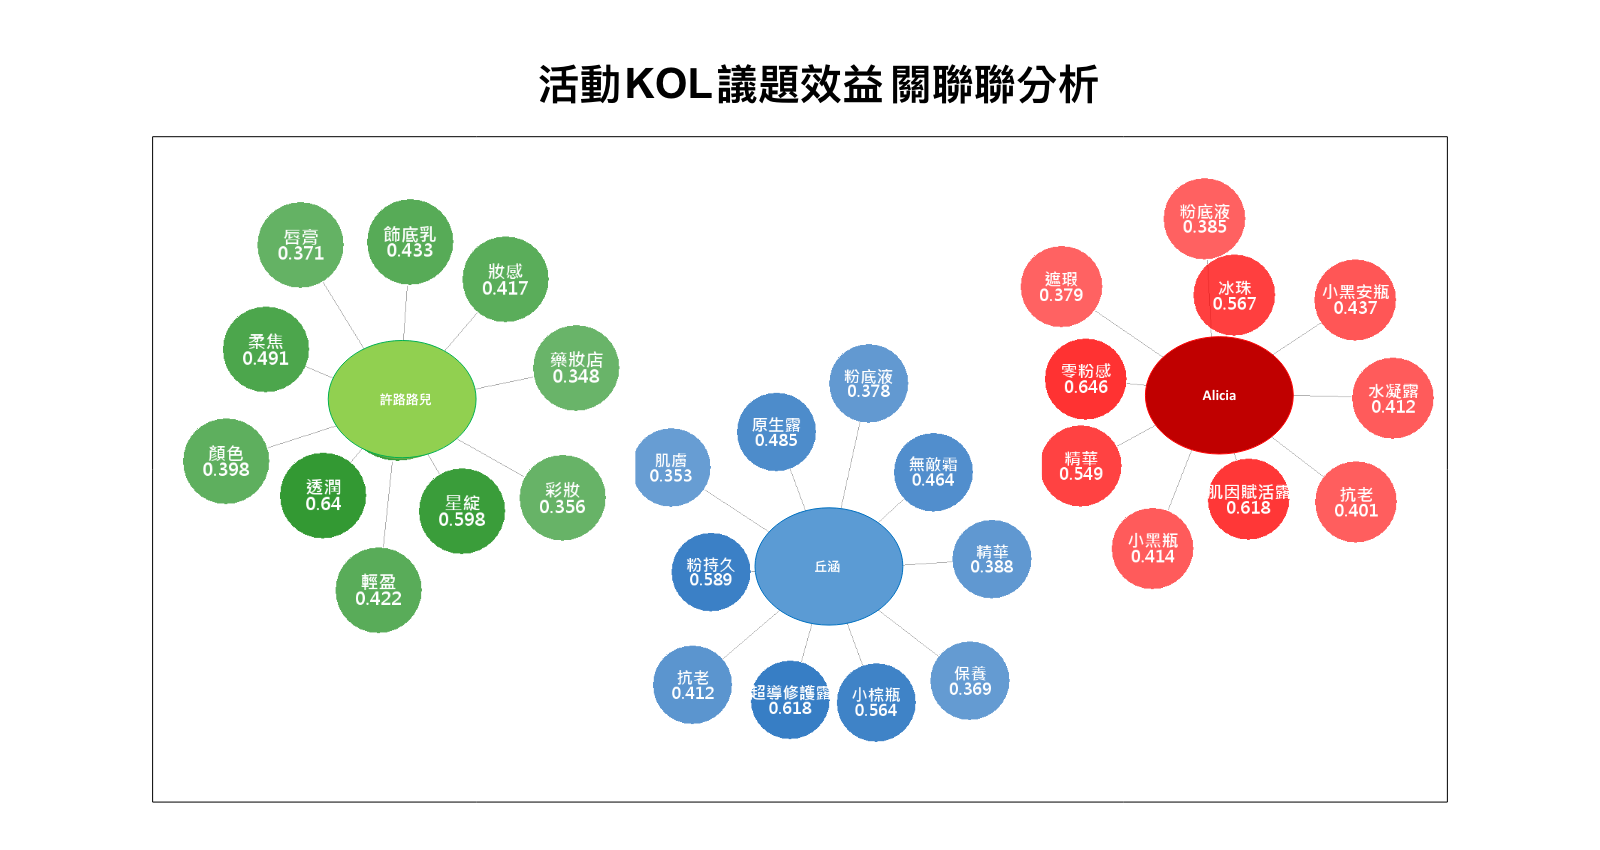 活動KOL議題效益 關聯聯分析
唇膏
0.371
飾底乳
0.433
妝感
0.417
柔焦
0.491
藥妝店
0.348
許路路兒
顏色
0.398
透潤
0.64
星綻
0.598
彩妝
0.356
輕盈
0.422
粉底液
0.378
原生露
0.485
肌膚
0.353
無敵霜
0.464
粉持久
0.589
丘涵
精華
0.388
抗老
0.412
超導修護露
0.618
小棕瓶
0.564
保養
0.369
粉底液
0.385
遮瑕
0.379
冰珠
0.567
小黑安瓶
0.437
零粉感
0.646
Alicia
水凝露
0.412
精華
0.549
肌因賦活露
0.618
抗老
0.401
小黑瓶
0.414